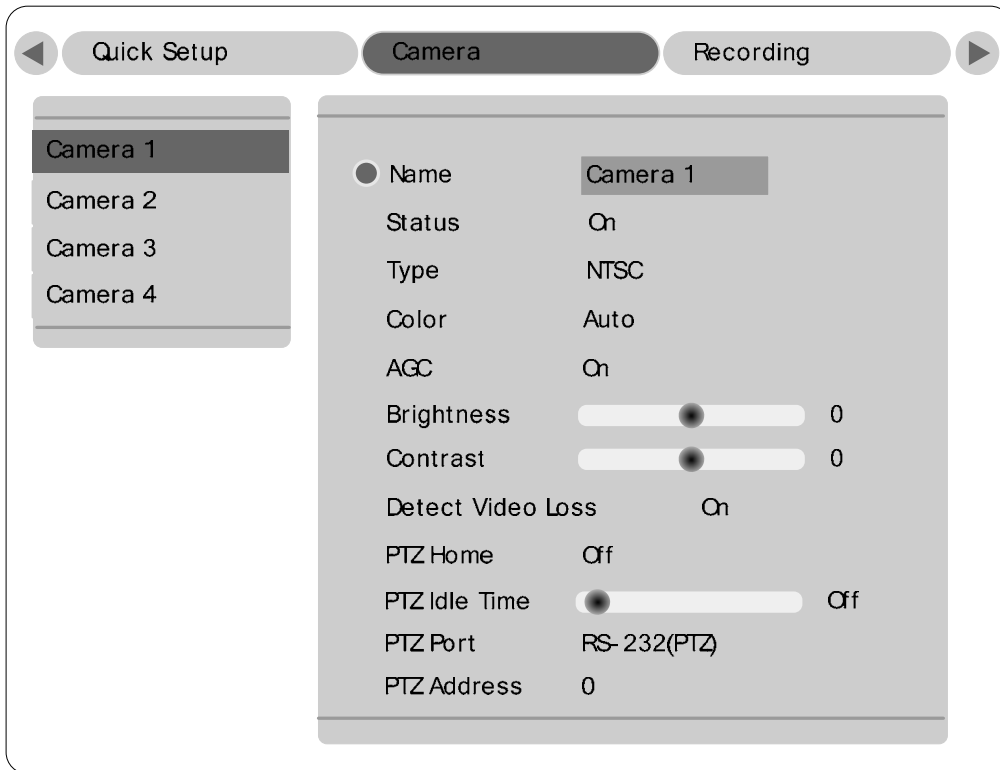 Quick Setup Camera Recording
Camera 1
Camera 2
Camera 3
Camera 4
Name Camera 1
Status On
Type NTSC
Color Auto
AGC On
Brightness 0
Contrast 0
Detect Video Loss On
PTZ Home Off
PTZ Idle Time Off
PTZ Port RS-232(PTZ)
PTZ Address 0